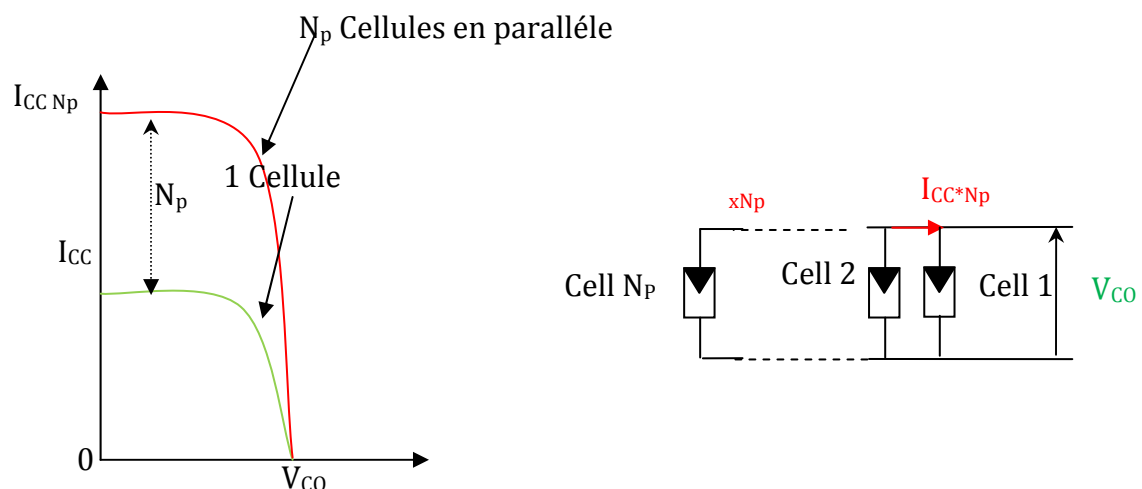 Np Cellules en paralléle
ICC Np
1 Cellule
Np
ICC
0
VCO
xNp
ICC*Np
Cell NP
Cell 2
Cell 1
VCO